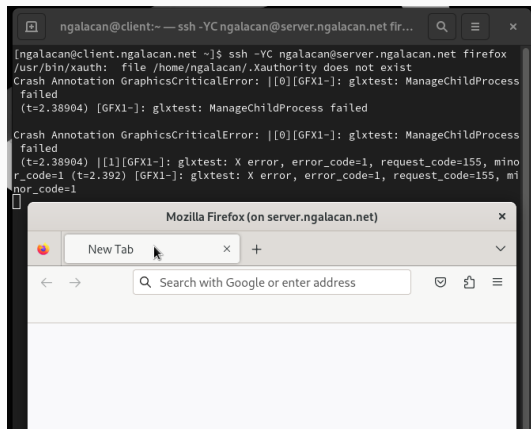 ngalacan@client:~ — ssh -YC ngalacan@server.ngalacan.net fir...
[ngalacan@client.ngalacan.net ~]$ ssh -YC ngalacan@server.ngalacan.net firefox
/usr/bin/xauth:  file /home/ngalacan/.Xauthority does not exist
Crash Annotation GraphicsCriticalError: |[0][GFX1-]: glxtest: ManageChildProcess
 failed
 (t=2.38904) [GFX1-]: glxtest: ManageChildProcess failed
Crash Annotation GraphicsCriticalError: |[0][GFX1-]: glxtest: ManageChildProcess
 failed
 (t=2.38904) |[1][GFX1-]: glxtest: X error, error_code=1, request_code=155, mino
r_code=1 (t=2.392) [GFX1-]: glxtest: X error, error_code=1, request_code=155, mi
nor_code=1
Mozilla Firefox (on server.ngalacan.net)
New Tab
Search with Google or enter address